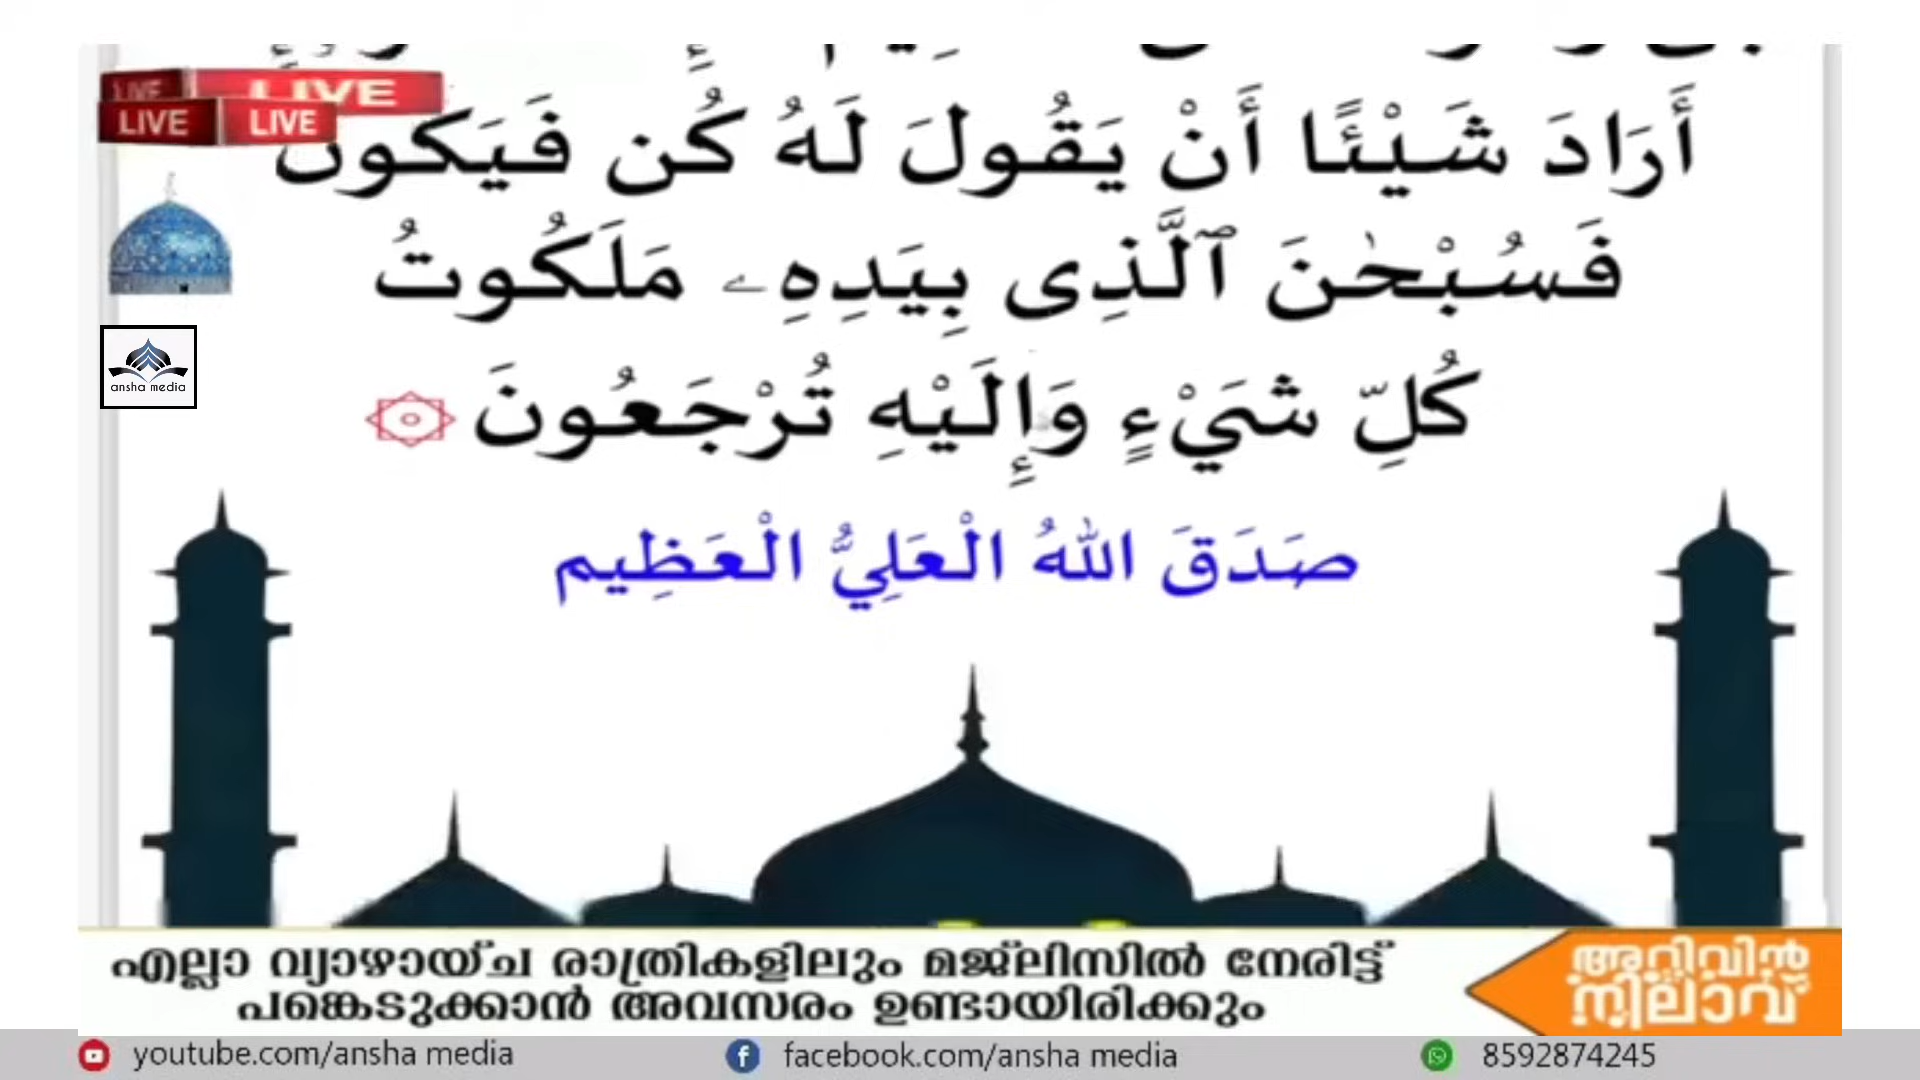 LIVE LIVE
LIVE LIVE
أَرَادَ شَيْئًا أَنْ يَقُولَ لَهُ كُن فَيَكُونُ
فَسُبْحٰنَ ٱلَّذِى بِيَدِهِۦ مَلَكُوتُ
كُلِّ شَيْءٍ وَإِلَيْهِ تُرْجَعُونَ ۞
صَدَقَ اللهُ الْعَلِيُّ الْعَظِيم
ansha media
എല്ലാ വ്യാഴായ്ച രാത്രികളിലും മജ്ലിസിൽ നേരിട്ട്
പങ്കെടുക്കാൻ അവസരം ഉണ്ടായിരിക്കും
അറിവിൻ
നിലാവ്
youtube.com/ansha media
facebook.com/ansha media
8592874245